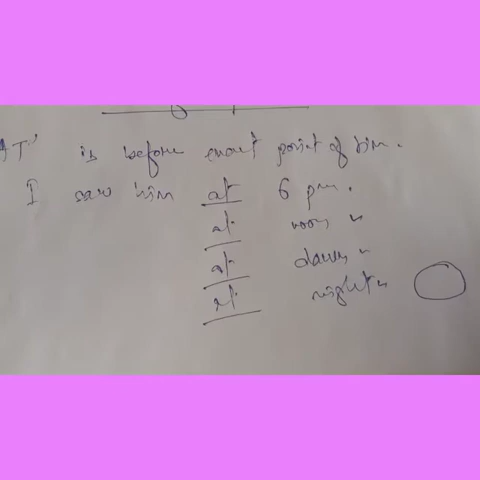 AT" is before exact point of time.
I saw him at 6 pm.
at noon "
at dawn "
at night "